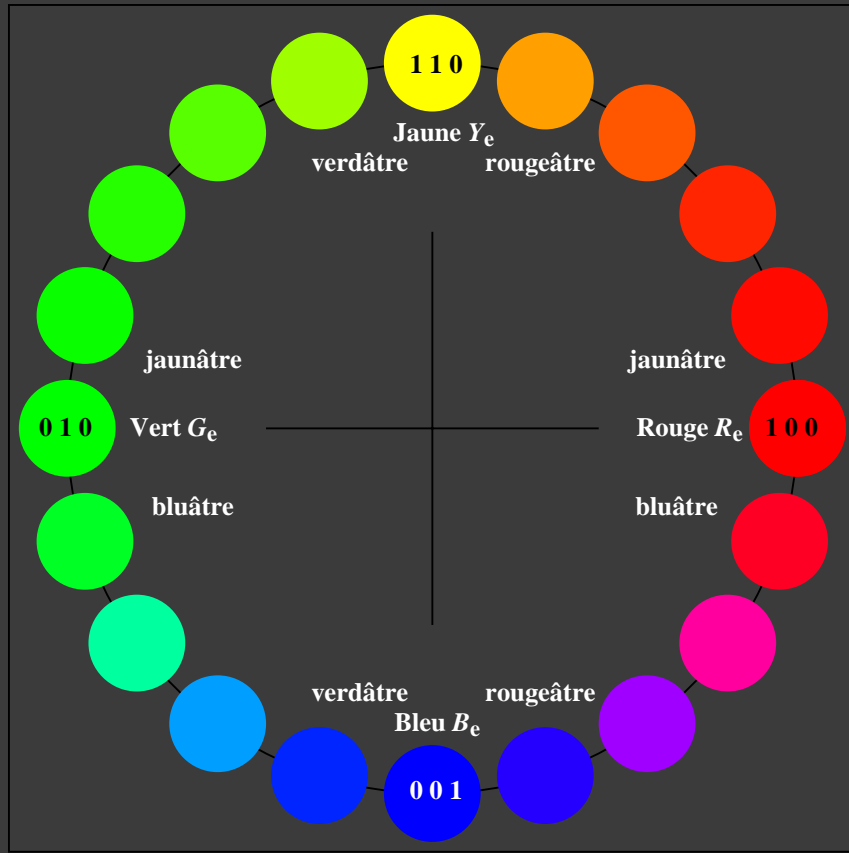 1 1 0
Jaune Ye
verdâtre rougeâtre
jaunâtre jaunâtre
0 1 0 Vert Ge Rouge Re 1 0 0
bluâtre bluâtre
verdâtre rougeâtre
Bleu Be
0 0 1